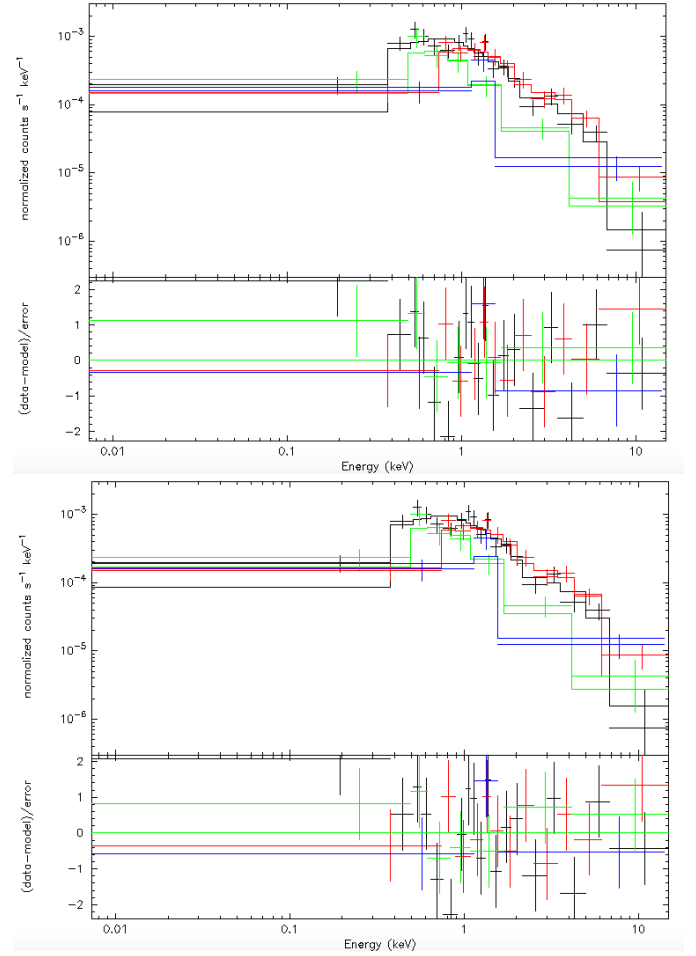 10⁻³
10⁻⁴
10⁻⁵
10⁻⁶
normalized counts s⁻¹ keV⁻¹
2
1
0
−1
−2
(data−model)/error
0.01 0.1 1 10
Energy (keV)
10⁻³
10⁻⁴
10⁻⁵
10⁻⁶
normalized counts s⁻¹ keV⁻¹
2
1
0
−1
−2
(data−model)/error
0.01 0.1 1 10
Energy (keV)